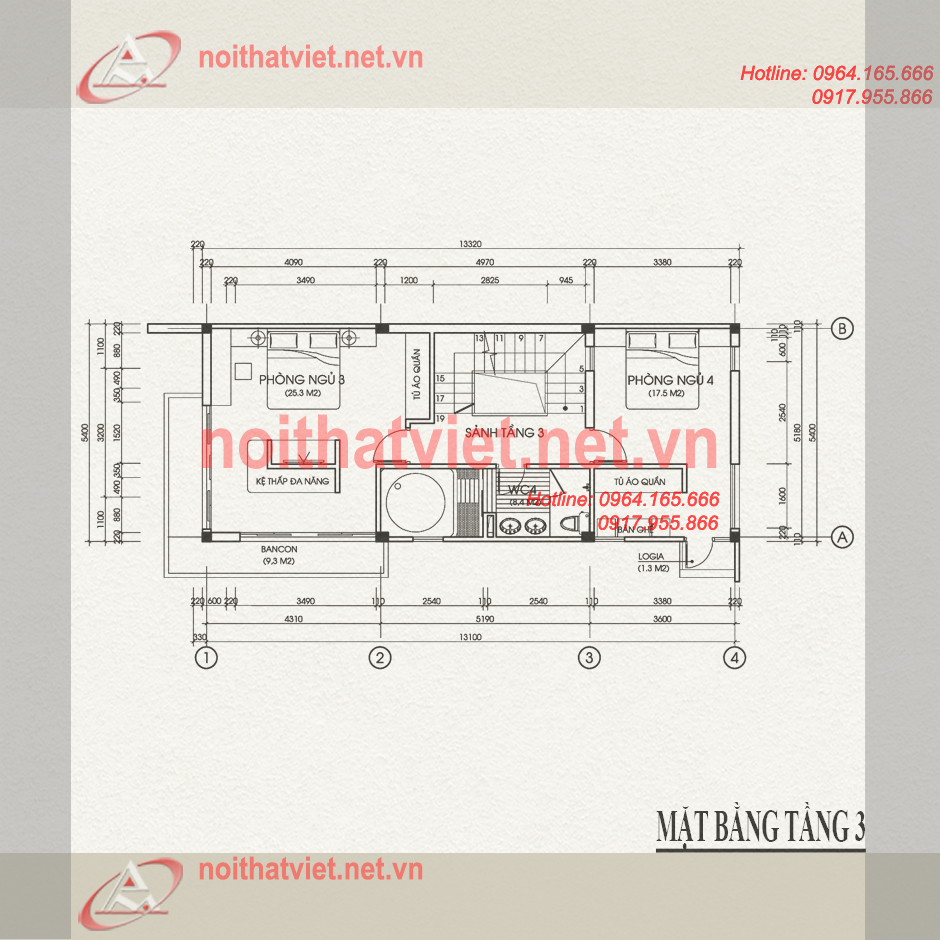 noithatviet.net.vn
Hotline: 0964.165.666
0917.955.866
220 13320
220 4090 220 4970 220 3380 220
220 3490 1200 2825 945
220 1100 880 490 350 3200 1520 5400 350 490 1100 880 220
110 110 600 2540 5180 5400 1600 220 110
B
13 11 9 7
5
3
1
15
17
19
PHÒNG NGỦ 3
(25.3 M2)
TỦ ÁO QUẦN
PHÒNG NGỦ 4
(17.5 M2)
SẢNH TẦNG 3
noithatviet.net.vn
KỆ THẤP ĐA NĂNG
WC4
TỦ ÁO QUẦN
Hotline: 0964.165.666
0917.955.866
BÀN GHẾ
A
BANCON
(9,3 M2)
LOGIA
(1.3 M2)
220 600 220 3490 110 2540 110 2540 110 3380 220
4310 5190 3600
330 13100
1 2 3 4
MẶT BẰNG TẦNG 3
noithatviet.net.vn